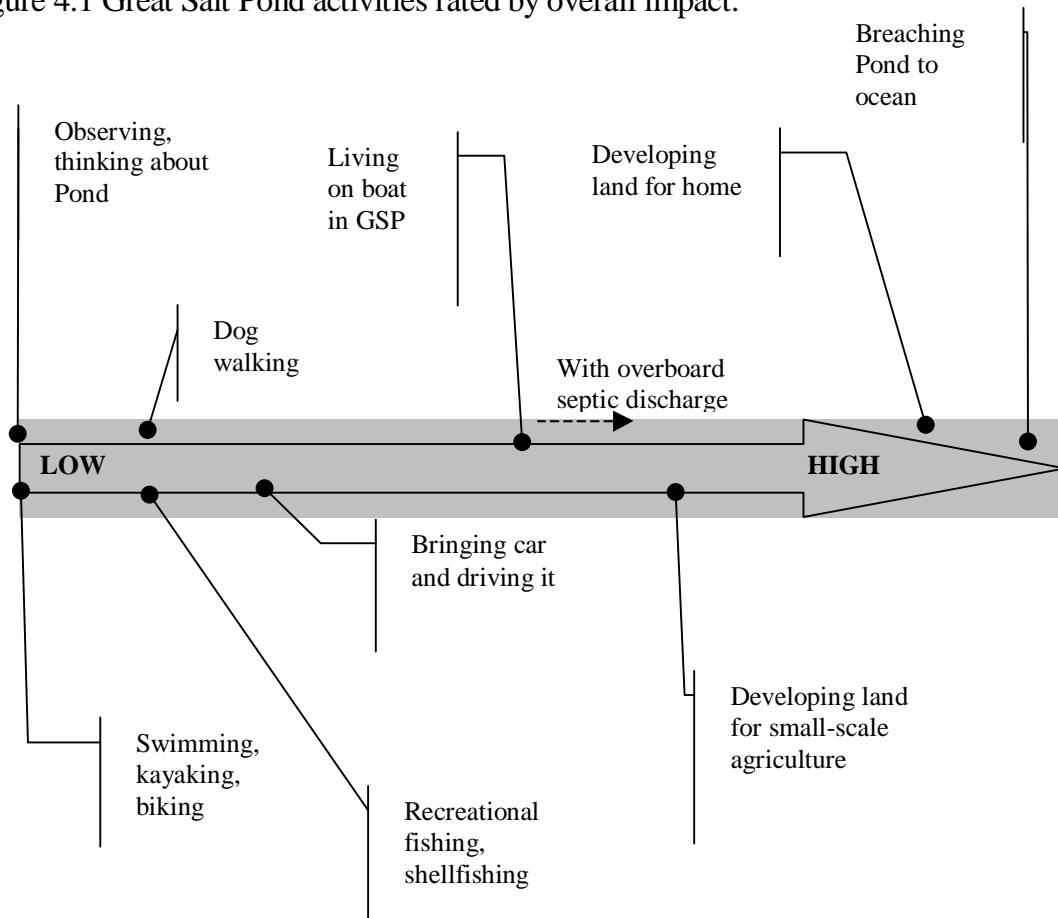 Figure 4.1 Great Salt Pond activities rated by overall impact.
Breaching
Pond to
ocean
Observing,
thinking about
Pond
Living
on boat
in GSP
Developing
land for home
Dog
walking
With overboard
septic discharge
LOW
HIGH
Bringing car
and driving it
Swimming,
kayaking,
biking
Recreational
fishing,
shellfishing
Developing land
for small-scale
agriculture